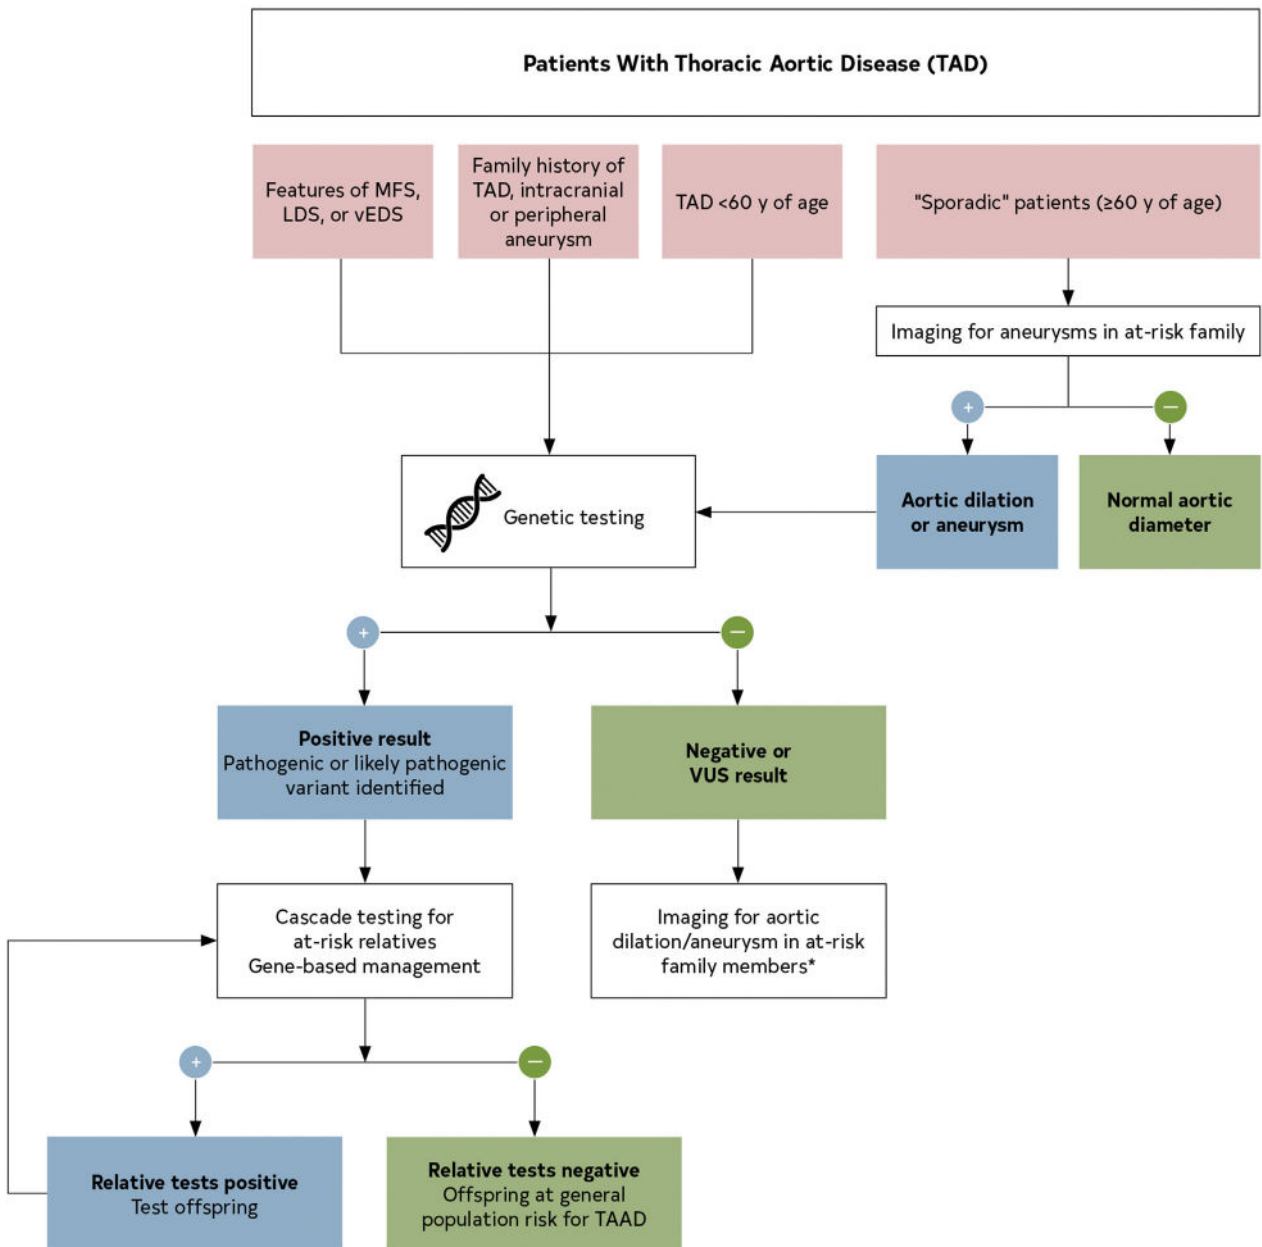 Patients With Thoracic Aortic Disease (TAD)
Features of MFS,
LDS, or vEDS
Family history of
TAD, intracranial
or peripheral
aneurysm
TAD <60 y of age
"Sporadic" patients (≥60 y of age)
Imaging for aneurysms in at-risk family
+
−
Aortic dilation
or aneurysm
Normal aortic
diameter
Genetic testing
+
−
Positive result
Pathogenic or likely pathogenic
variant identified
Negative or
VUS result
Cascade testing for
at-risk relatives
Gene-based management
Imaging for aortic
dilation/aneurysm in at-risk
family members*
+
−
Relative tests positive
Test offspring
Relative tests negative
Offspring at general
population risk for TAAD